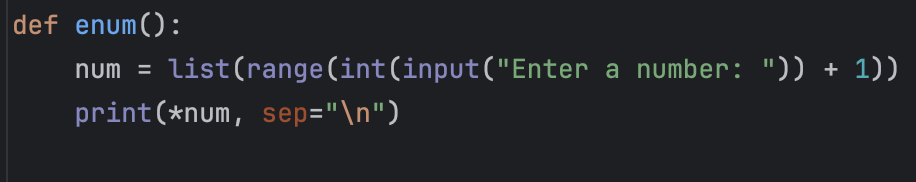 def enum():
    num = list(range(int(input("Enter a number: ")) + 1))
    print(*num, sep="\n")